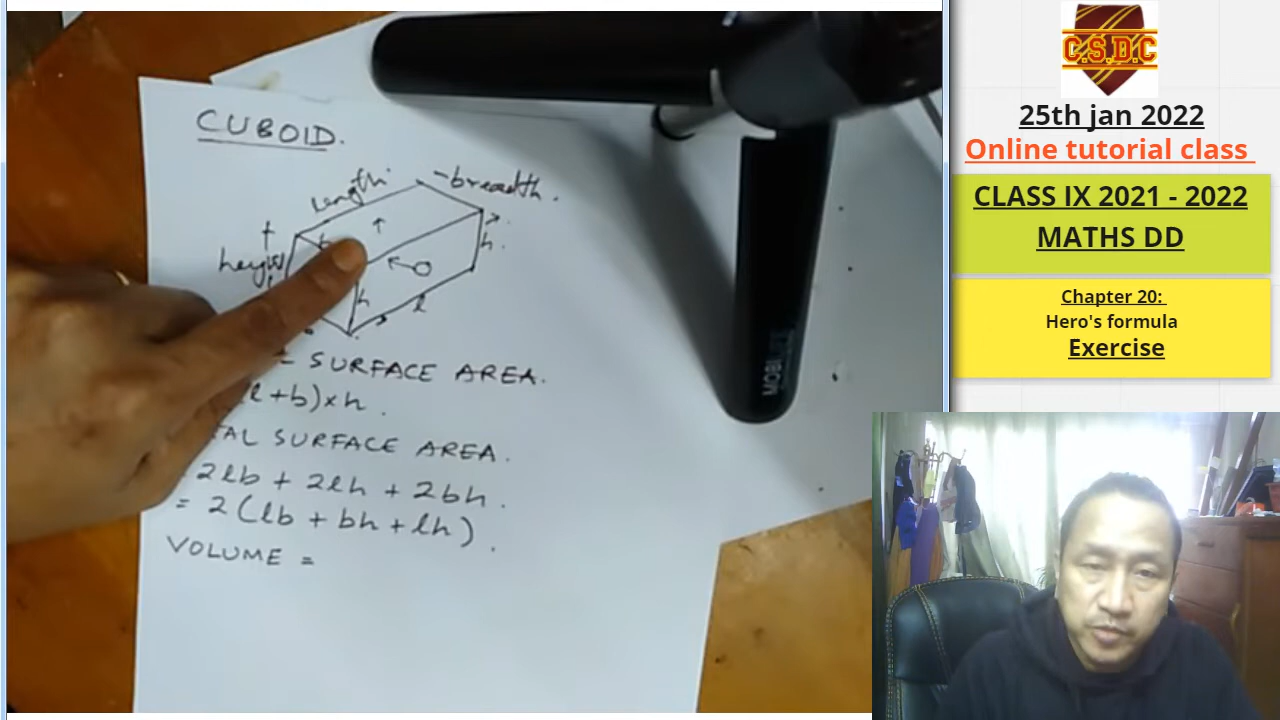 CUBOID.
length
-breadth.
height
h.
h
l
SURFACE AREA.
l+b)×h.
SURFACE AREA.
2lb + 2lh + 2bh.
= 2(lb + bh + lh).
VOLUME =
C.S.D.C
25th jan 2022
Online tutorial class
CLASS IX 2021 - 2022
MATHS DD
Chapter 20:
Hero's formula
Exercise